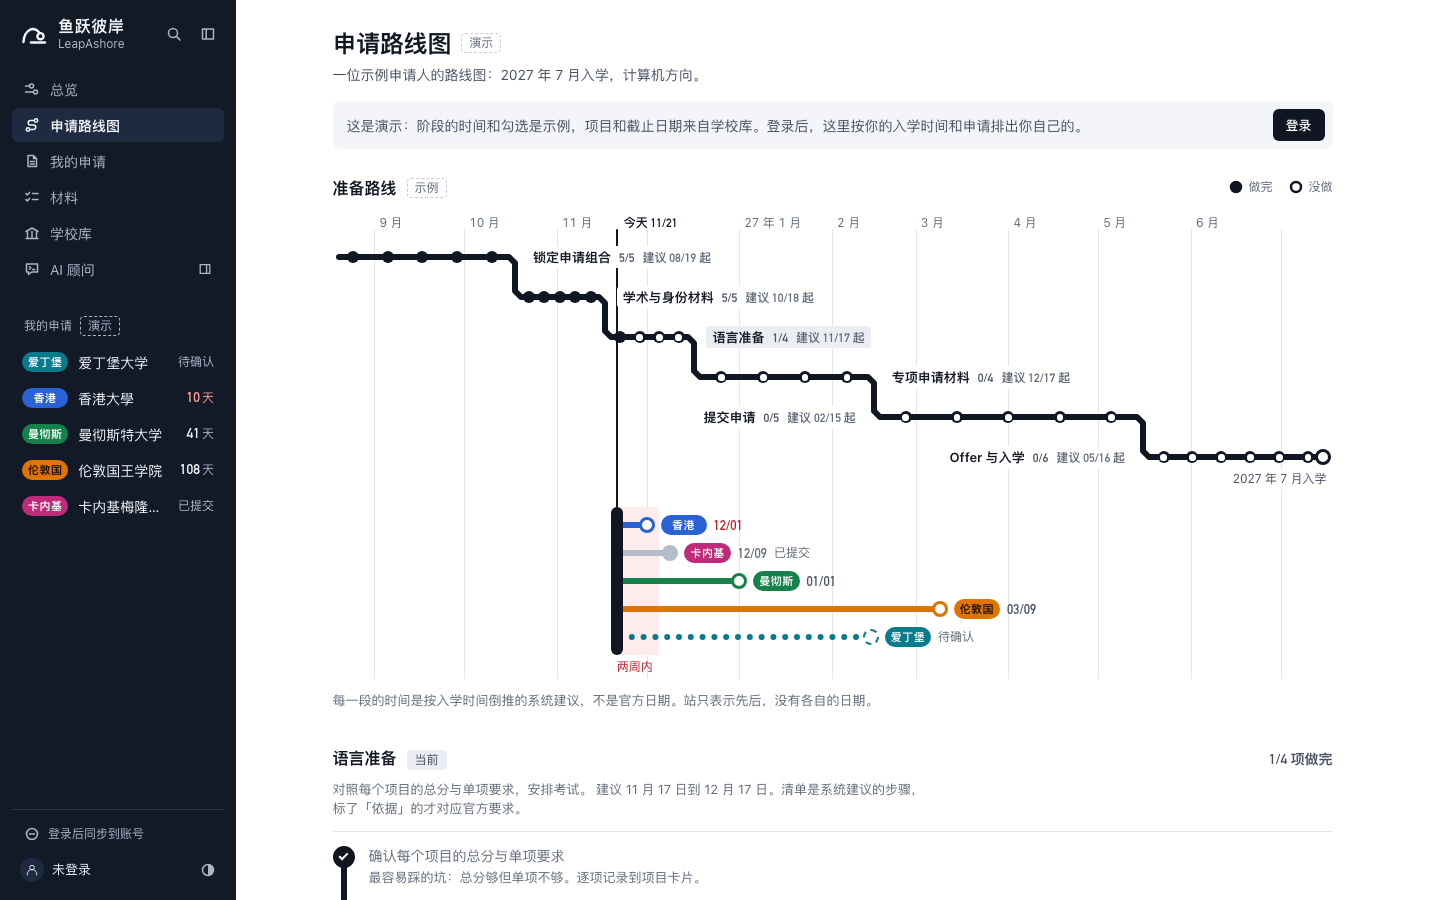 鱼跃彼岸
LeapAshore
总览
申请路线图
我的申请
材料
学校库
AI 顾问
我的申请 演示
爱丁堡 爱丁堡大学 待确认
香港 香港大學 10 天
曼彻斯 曼彻斯特大学 41 天
伦敦国 伦敦国王学院 108 天
卡内基 卡内基梅隆... 已提交
登录后同步到账号
未登录
申请路线图 演示
一位示例申请人的路线图：2027 年 7 月入学，计算机方向。
这是演示：阶段的时间和勾选是示例，项目和截止日期来自学校库。登录后，这里按你的入学时间和申请排出你自己的。 登录
准备路线 示例 做完 没做
9 月 10 月 11 月 今天 11/21 27 年 1 月 2 月 3 月 4 月 5 月 6 月
锁定申请组合 5/5 建议 08/19 起
学术与身份材料 5/5 建议 10/18 起
语言准备 1/4 建议 11/17 起
专项申请材料 0/4 建议 12/17 起
提交申请 0/5 建议 02/15 起
Offer 与入学 0/6 建议 05/16 起
2027 年 7 月入学
香港 12/01
卡内基 12/09 已提交
曼彻斯 01/01
伦敦国 03/09
爱丁堡 待确认
两周内
每一段的时间是按入学时间倒推的系统建议，不是官方日期。站只表示先后，没有各自的日期。
语言准备 当前 1/4 项做完
对照每个项目的总分与单项要求，安排考试。 建议 11 月 17 日到 12 月 17 日。清单是系统建议的步骤，
标了「依据」的才对应官方要求。
确认每个项目的总分与单项要求
最容易踩的坑：总分够但单项不够。逐项记录到项目卡片。